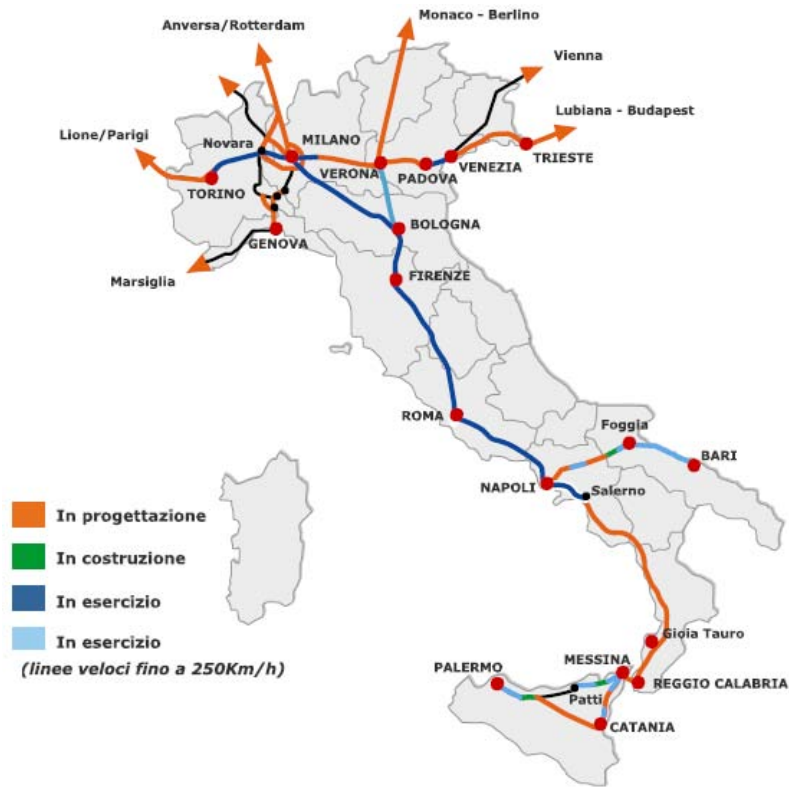 Monaco - Berlino
Anversa/Rotterdam
Vienna
Lubiana - Budapest
Lione/Parigi
Novara
MILANO
VERONA
PADOVA
VENEZIA
TRIESTE
TORINO
BOLOGNA
GENOVA
FIRENZE
Marsiglia
ROMA
Foggia
BARI
NAPOLI
Salerno
In progettazione
In costruzione
In esercizio
In esercizio
(linee veloci fino a 250Km/h)
Gioia Tauro
MESSINA
PALERMO
REGGIO CALABRIA
Patti
CATANIA